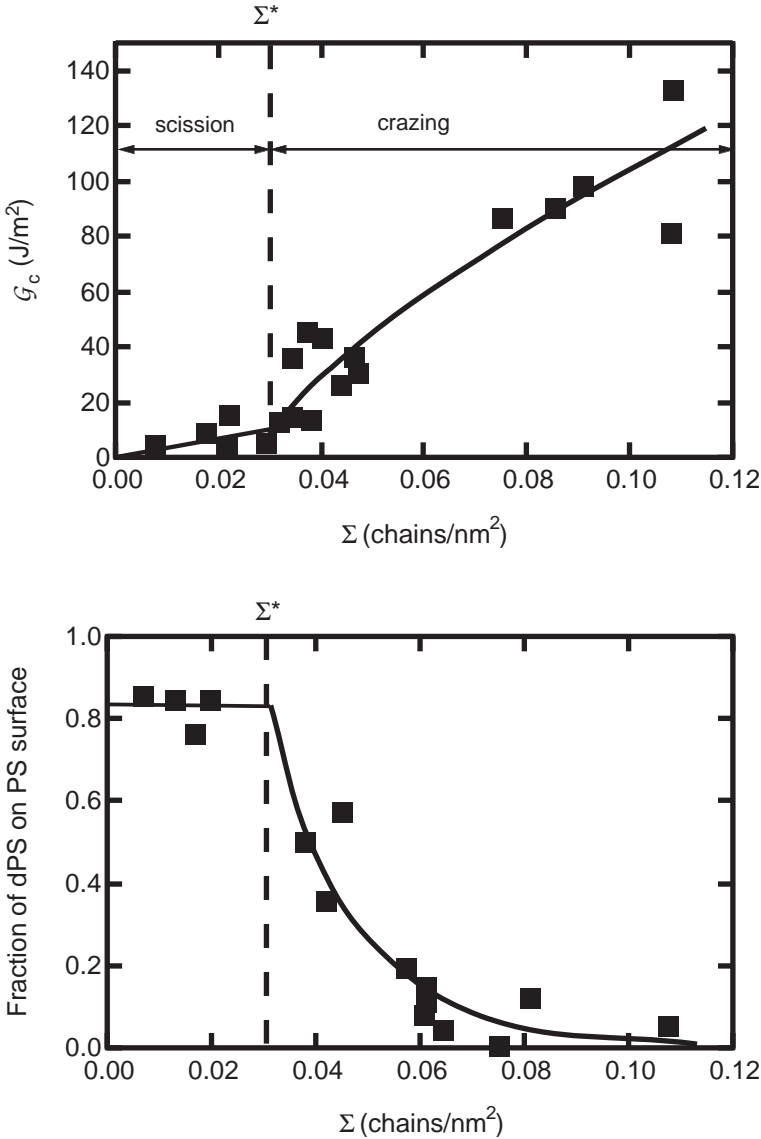 Σ*
140
120
100
80
60
40
20
0
scission
crazing
𝒢c (J/m²)
0.00 0.02 0.04 0.06 0.08 0.10 0.12
Σ (chains/nm²)
Σ*
1.0
0.8
0.6
0.4
0.2
0.0
Fraction of dPS on PS surface
0.00 0.02 0.04 0.06 0.08 0.10 0.12
Σ (chains/nm²)